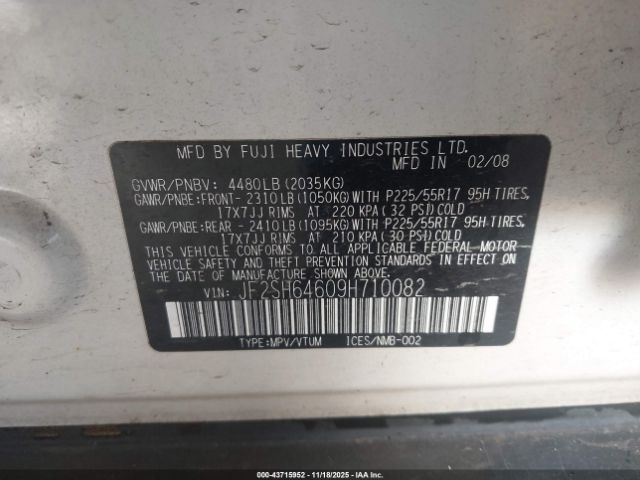 MFD BY FUJI HEAVY INDUSTRIES LTD.
MFD IN 02/08
GVWR/PNBV: 4480LB(2035KG)
GAWR/PNBE:FRONT-2310LB(1050KG)WITH P225/55R17 95H TIRES,
17X7JJ RIMS AT 220 KPA(32 PSI)COLD
GAWR/PNBE:REAR -2410LB(1095KG)WITH P225/55R17 95H TIRES,
17X7JJ RIMS AT 210 KPA(30 PSI)COLD
THIS VEHICLE CONFORMS TO ALL APPLICABLE FEDERAL MOTOR
VEHICLE SAFETY AND THEFT PREVENTION STANDARDS IN EFFECT ON
THE DATE OF MANUFACTURE SHOWN ABOVE.
VIN: JF2SH64609H710082
TYPE:MPV/VTUM ICES/NMB-002
000-43715952 | 11/18/2025 | IAAI.com